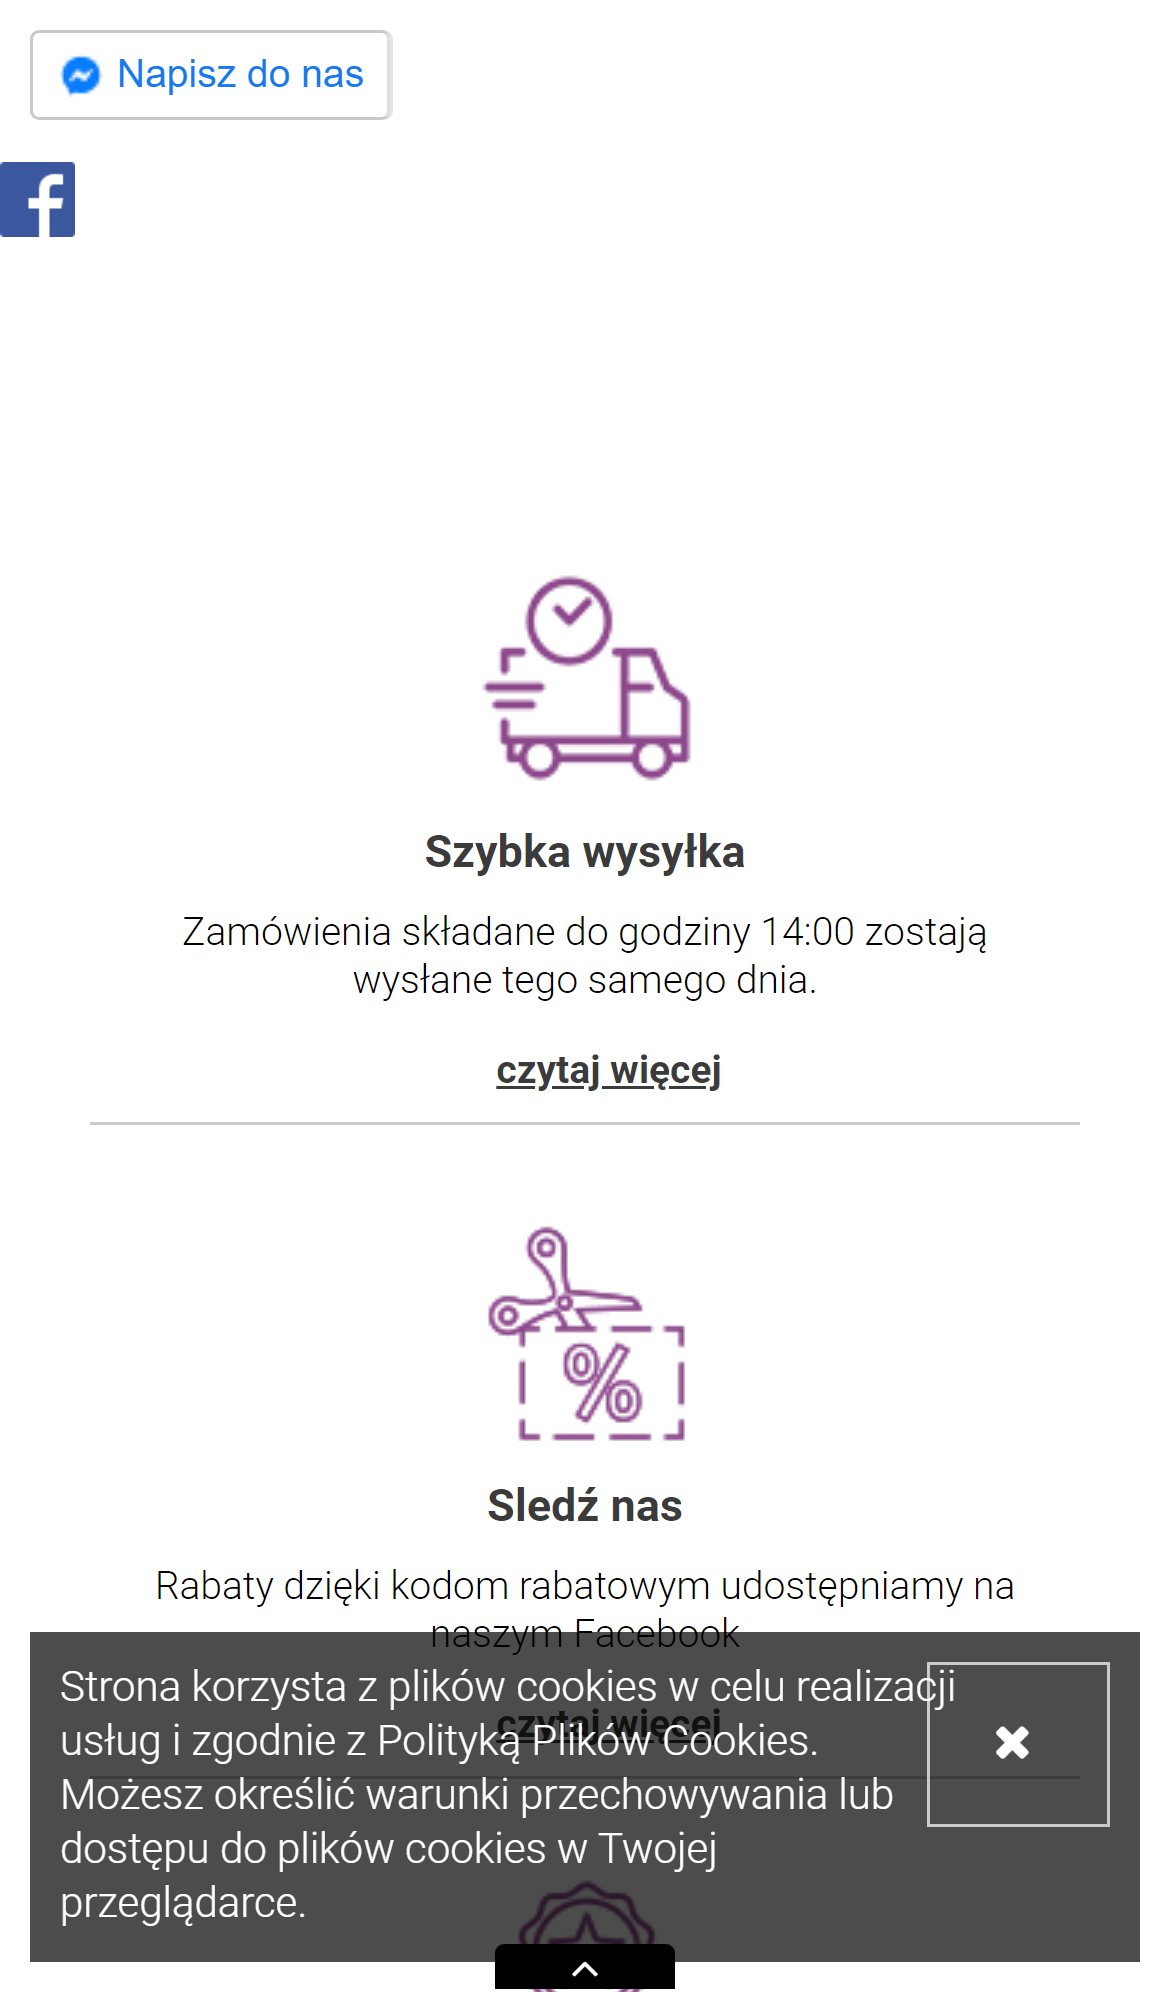 Napisz do nas
Szybka wysyłka
Zamówienia składane do godziny 14:00 zostają
wysłane tego samego dnia.
czytaj więcej
%
Sledź nas
Rabaty dzięki kodom rabatowym udostępniamy na
naszym Facebook
czytaj więcej
Strona korzysta z plików cookies w celu realizacji
usług i zgodnie z Polityką Plików Cookies.
Możesz określić warunki przechowywania lub
dostępu do plików cookies w Twojej
przeglądarce.